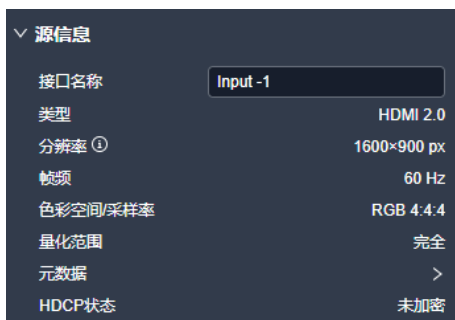 源信息
接口名称 Input -1
类型 HDMI 2.0
分辨率 1600×900 px
帧频 60 Hz
色彩空间/采样率 RGB 4:4:4
量化范围 完全
元数据 >
HDCP状态 未加密